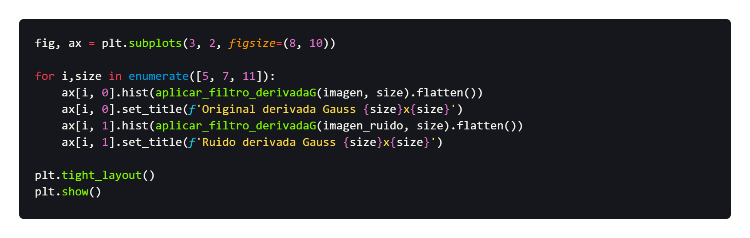 fig, ax = plt.subplots(3, 2, figsize=(8, 10))
for i,size in enumerate([5, 7, 11]):
    ax[i, 0].hist(aplicar_filtro_derivadaG(imagen, size).flatten())
    ax[i, 0].set_title(f'Original derivada Gauss {size}x{size}')
    ax[i, 1].hist(aplicar_filtro_derivadaG(imagen_ruido, size).flatten())
    ax[i, 1].set_title(f'Ruido derivada Gauss {size}x{size}')
plt.tight_layout()
plt.show()